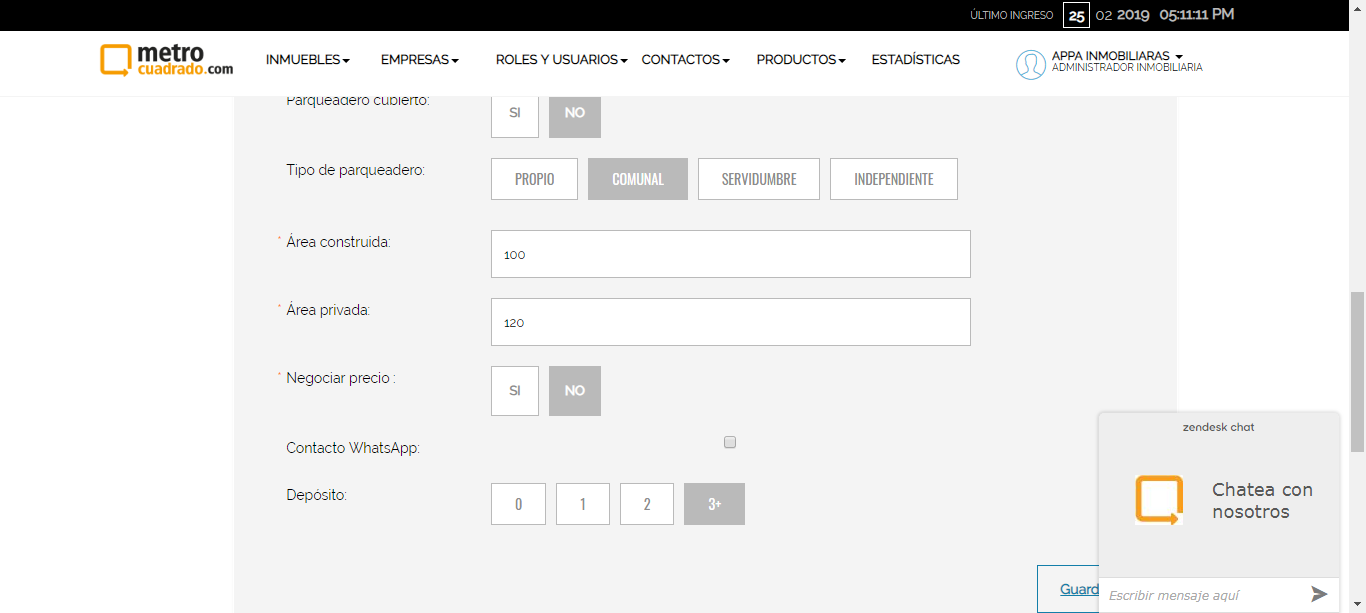 ÚLTIMO INGRESO 25 02 2019 05:11:11 PM
metro
cuadrado.com
INMUEBLES EMPRESAS ROLES Y USUARIOS CONTACTOS PRODUCTOS ESTADÍSTICAS
APPA INMOBILIARAS
ADMINISTRADOR INMOBILIARIA
Parqueadero cubierto: SI NO
Tipo de parqueadero: PROPIO COMUNAL SERVIDUMBRE INDEPENDIENTE
* Área construida: 100
* Área privada: 120
* Negociar precio : SI NO
Contacto WhatsApp:
Depósito: 0 1 2 3+
Guard
zendesk chat
Chatea con
nosotros
Escribir mensaje aquí